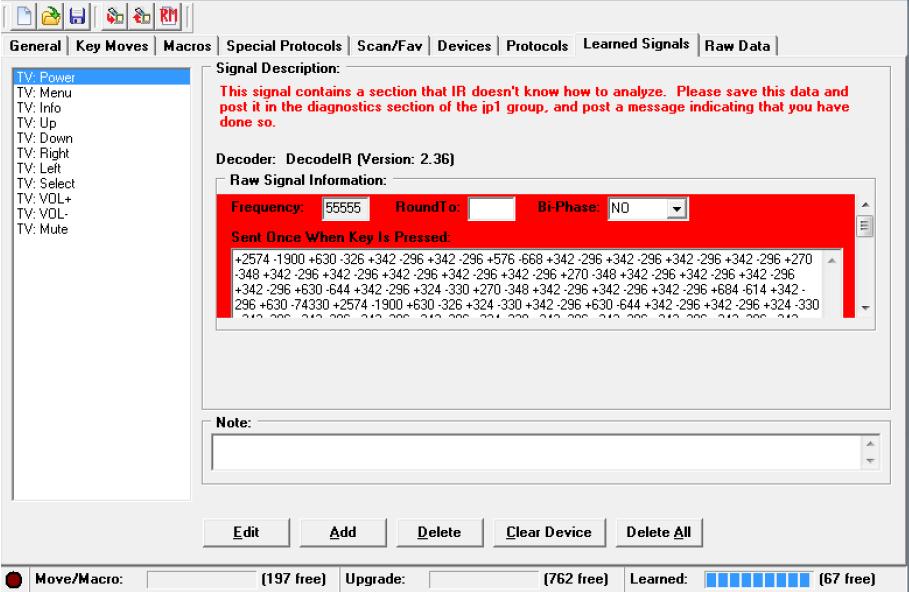 RM
General Key Moves Macros Special Protocols Scan/Fav Devices Protocols Learned Signals Raw Data
TV: Power
TV: Menu
TV: Info
TV: Up
TV: Down
TV: Right
TV: Left
TV: Select
TV: VOL+
TV: VOL-
TV: Mute
Signal Description:
This signal contains a section that IR doesn't know how to analyze. Please save this data and
post it in the diagnostics section of the jp1 group, and post a message indicating that you have
done so.
Decoder: DecodeIR (Version: 2.36)
Raw Signal Information:
Frequency: 55555 RoundTo: Bi-Phase: NO
Sent Once When Key Is Pressed:
+2574 -1900 +630 -326 +342 -296 +342 -296 +576 -668 +342 -296 +342 -296 +342 -296 +342 -296 +270
-348 +342 -296 +342 -296 +342 -296 +342 -296 +270 -348 +342 -296 +342 -296 +342 -296
+342 -296 +630 -644 +342 -296 +324 -330 +270 -348 +342 -296 +342 -296 +342 -296 +684 -614 +342 -
296 +630 -74330 +2574 -1900 +630 -326 +324 -330 +342 -296 +630 -644 +342 -296 +342 -296 +324 -330
Note:
Edit Add Delete Clear Device Delete All
Move/Macro: (197 free) Upgrade: (762 free) Learned: (67 free)